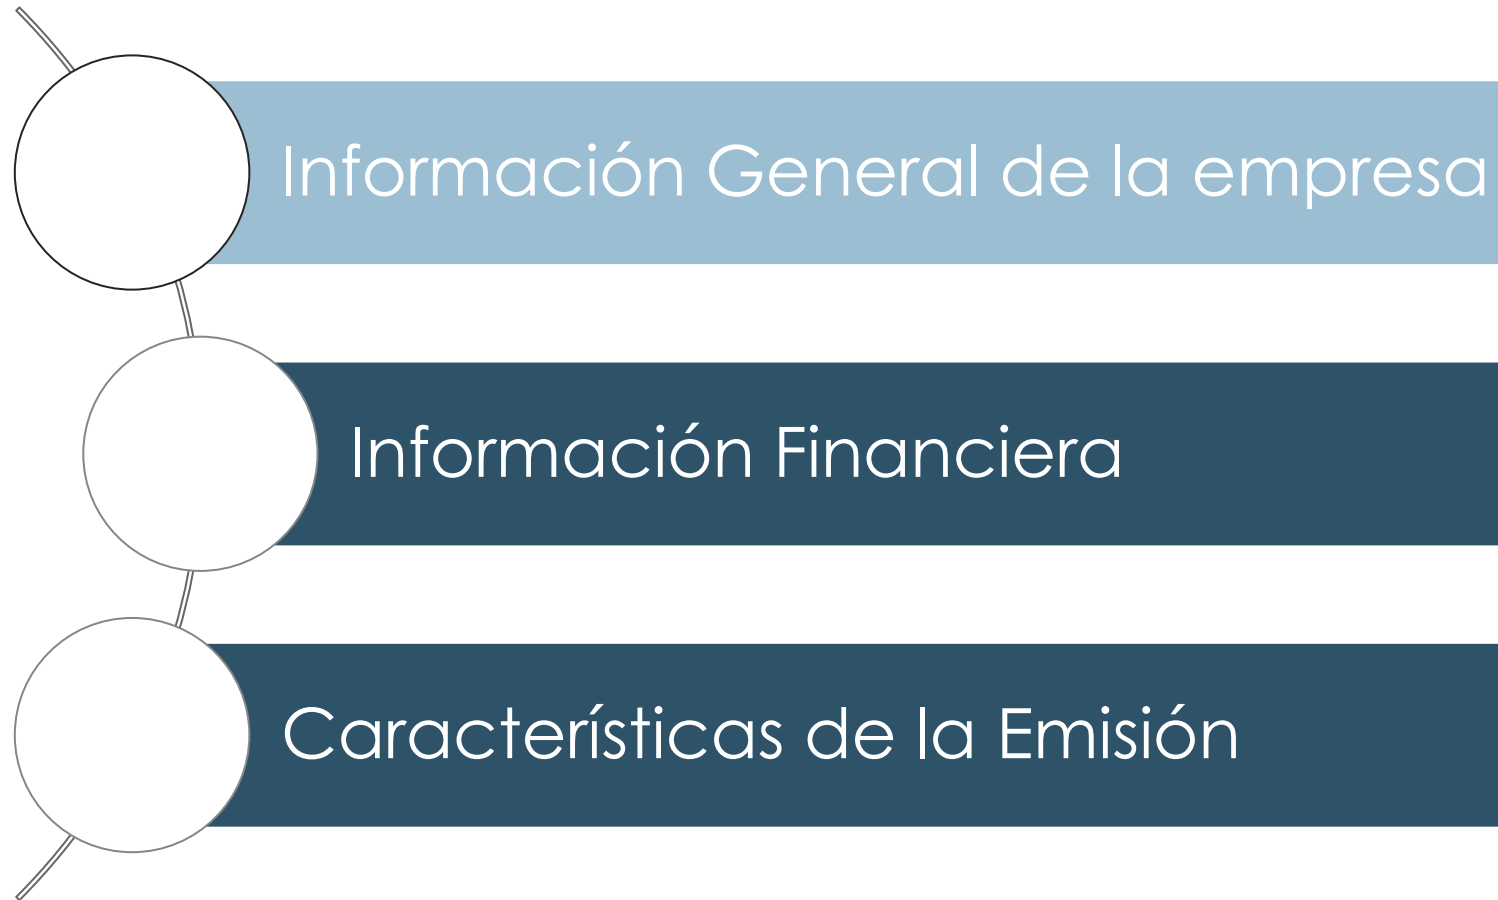 Información General de la empresa
Información Financiera
Características de la Emisión